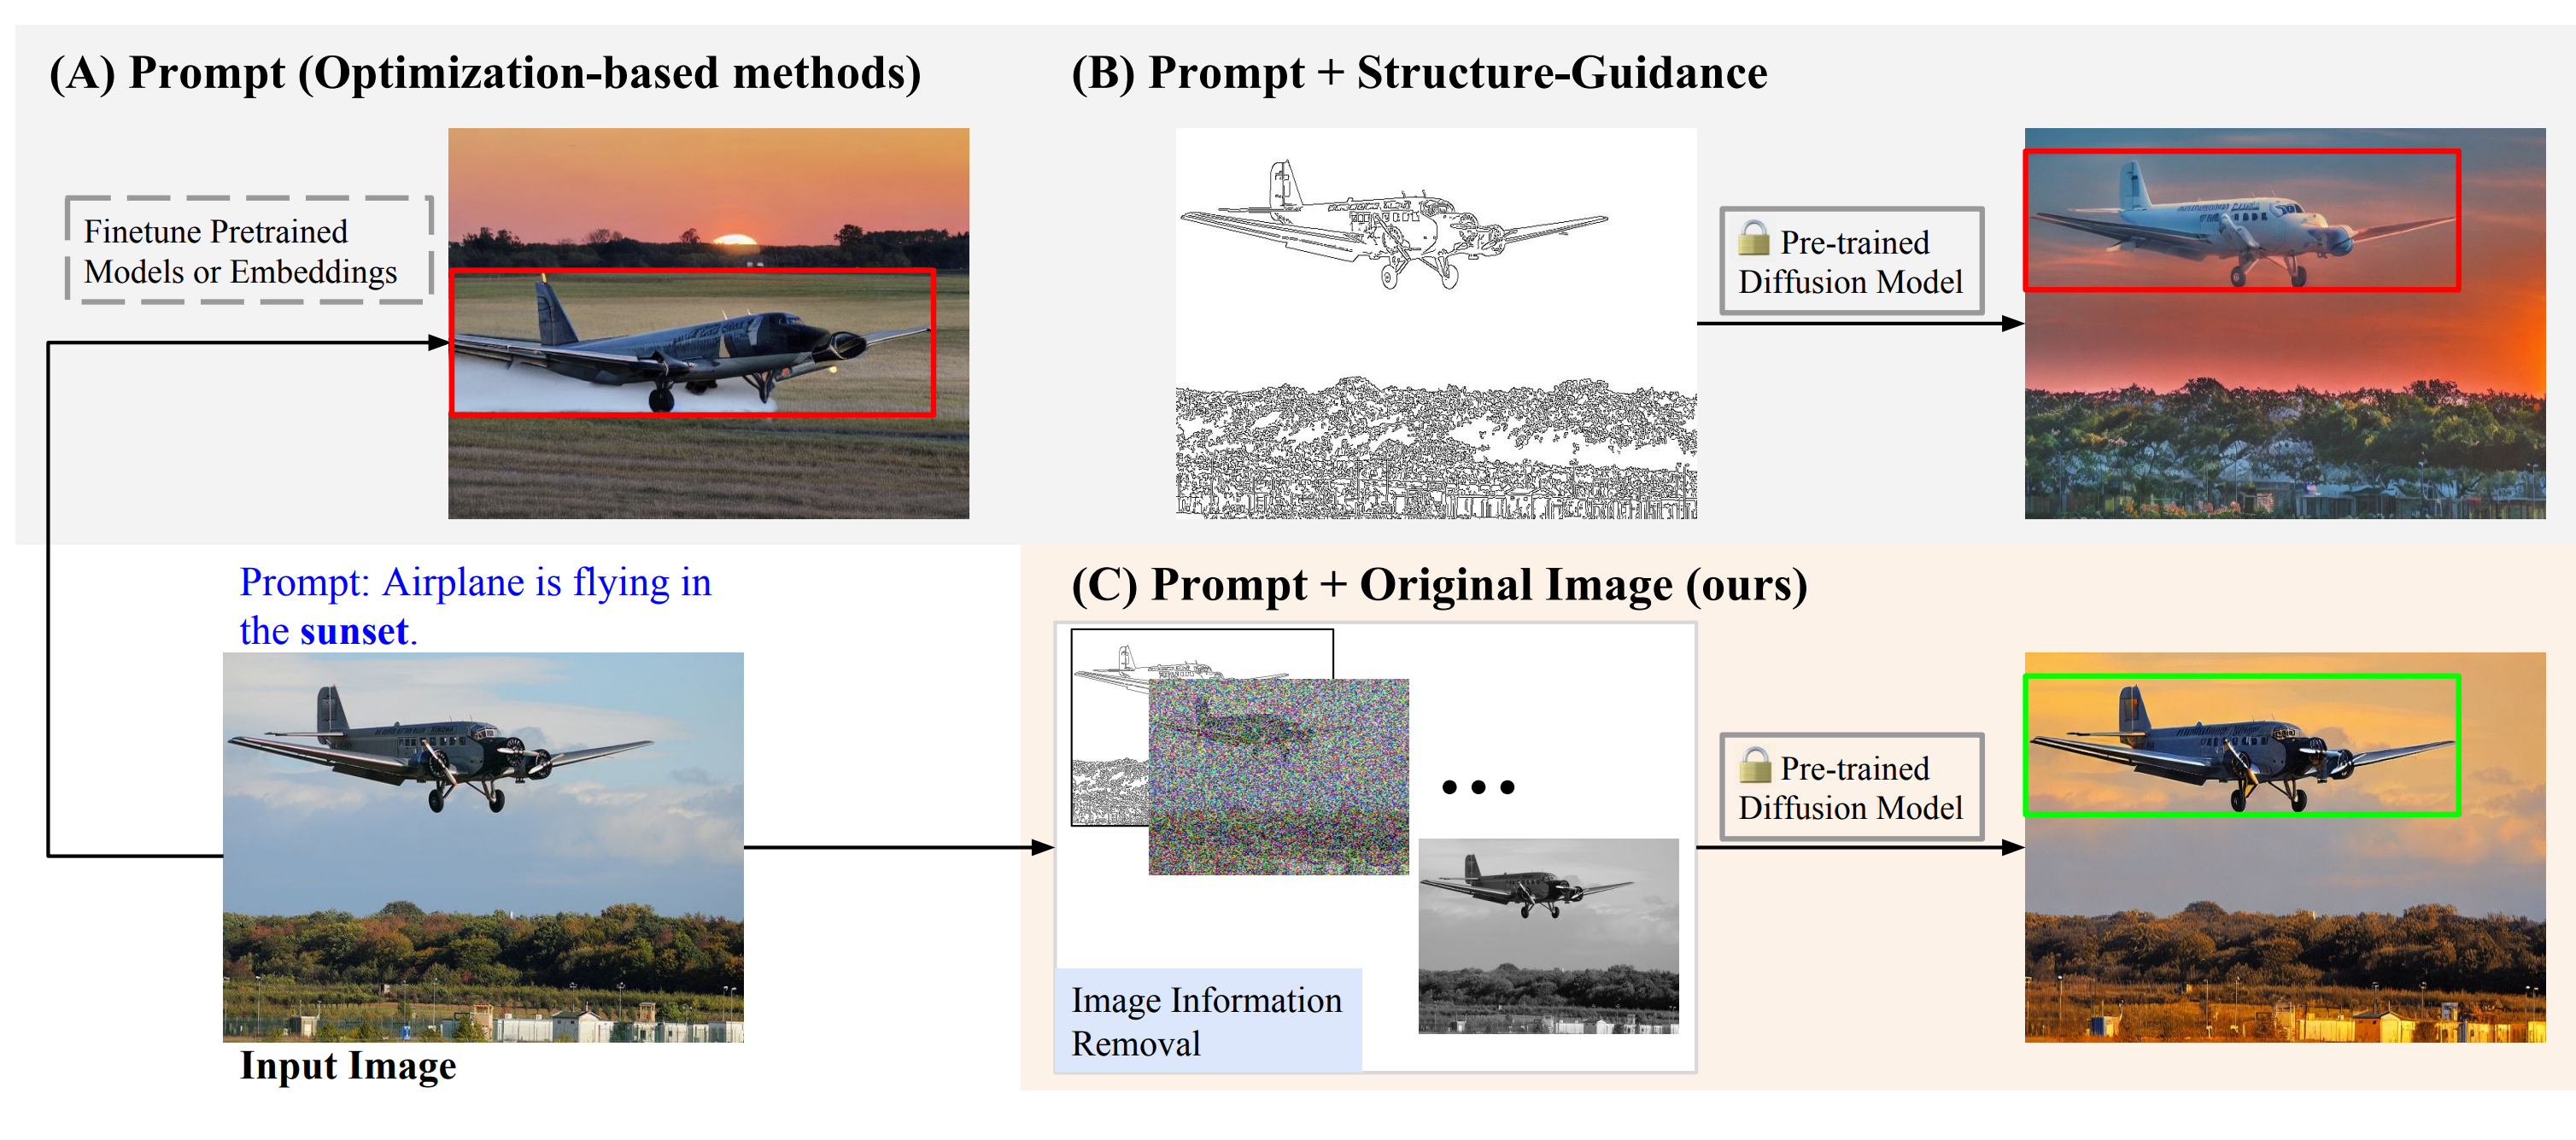 (A) Prompt (Optimization-based methods)
Finetune Pretrained
Models or Embeddings
(B) Prompt + Structure-Guidance
Pre-trained
Diffusion Model
Prompt: Airplane is flying in
the sunset.
Input Image
(C) Prompt + Original Image (ours)
Image Information
Removal
Pre-trained
Diffusion Model